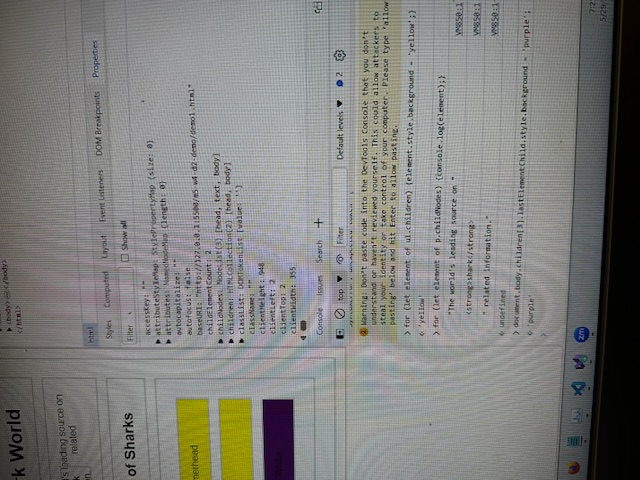 rk World
d's leading source on
k related
n.
of Sharks
merhead
White
▶ <body> … </body>
</html>
html
Styles Computed Layout Event Listeners DOM Breakpoints Properties
Filter Show all
accessKey: ""
▶ attributeStyleMap: StylePropertyMap {size: 0}
▶ attributes: NamedNodeMap {length: 0}
autocapitalize: ""
autofocus: false
baseURI: "http://127.0.0.1:5500/m5-w4-d2-demo/demo1.html"
childElementCount: 2
▶ childNodes: NodeList(3) [head, text, body]
▶ children: HTMLCollection(2) [head, body]
▶ classList: DOMTokenList [value: '']
className: ""
clientHeight: 948
clientLeft: 2
clientTop: 2
clientWidth: 355
Console Issues Search +
top ▼ Filter Default levels ▼ 2
Warning: Don't paste code into the DevTools Console that you don't
understand or haven't reviewed yourself. This could allow attackers to
steal your identity or take control of your computer. Please type 'allow
pasting' below and hit Enter to allow pasting.
> for (let element of ul.children) {element.style.background = 'yellow';}
'yellow'
> for (let element of p.childNodes) {console.log(element);}
"The world's leading source on " VM850:1
<strong>shark</strong> VM850:1
" related information." VM850:1
undefined
> document.body.children[3].lastElementChild.style.background = 'purple';
'purple'
>
zm
7:2
5/29/